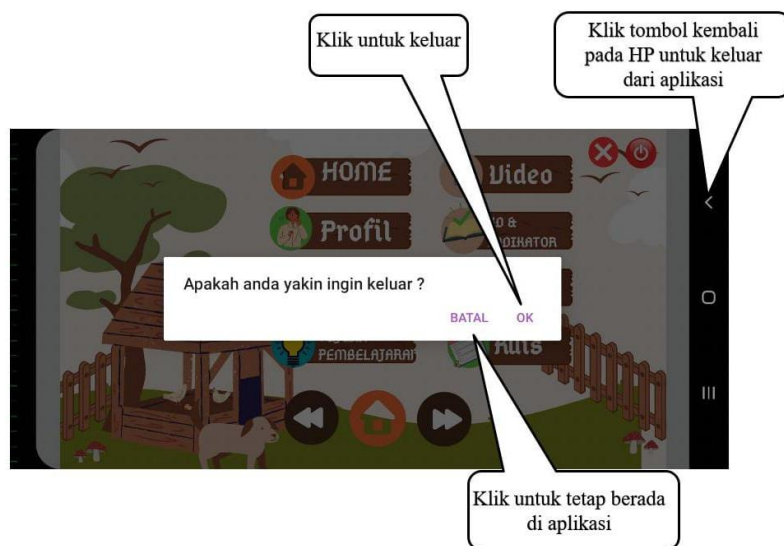 Klik untuk keluar
Klik tombol kembali
pada HP untuk keluar
dari aplikasi
HOME
Video
Profil
&
Apakah anda yakin ingin keluar ?
BATAL OK
PEMBELAJARAN
Klik untuk tetap berada
di aplikasi